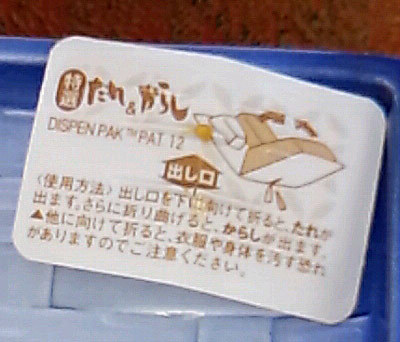 特選 たれ&からし
DISPEN PAK™ PAT 12
出し口
〈使用方法〉出し口を下に向けて折ると、たれが
出ます。さらに折り曲げると、からしが出ます。
▲他に向けて折ると、衣服や身体を汚す恐れ
がありますのでご注意ください。